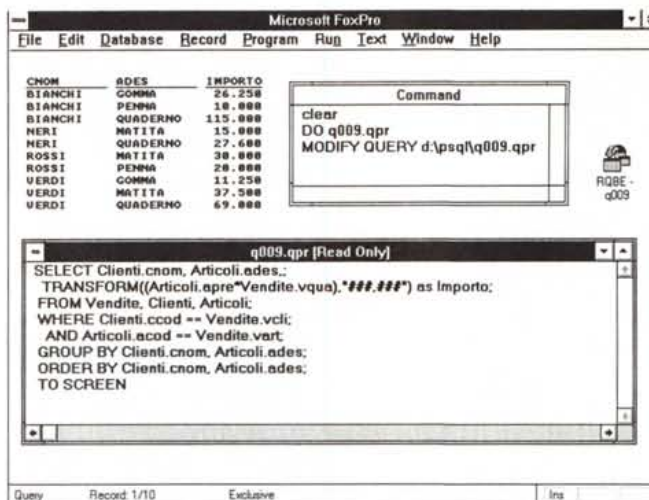 Microsoft FoxPro
File Edit Database Record Program Run Text Window Help
CNOM ADES IMPORTO
BIANCHI GOMMA 26.250
BIANCHI PENNA 10.000
BIANCHI QUADERNO 115.000
NERI MATITA 15.000
NERI QUADERNO 27.600
ROSSI MATITA 30.000
ROSSI PENNA 20.000
VERDI GOMMA 11.250
VERDI MATITA 37.500
VERDI QUADERNO 69.000
Command
clear
DO q009.qpr
MODIFY QUERY d:\psql\q009.qpr
RQBE -
q009
q009.qpr [Read Only]
SELECT Clienti.cnom, Articoli.ades,;
TRANSFORM((Articoli.apre*Vendite.vqua),"###,###") as Importo;
FROM Vendite, Clienti, Articoli;
WHERE Clienti.ccod == Vendite.vcli;
AND Articoli.acod == Vendite.vart;
GROUP BY Clienti.cnom, Articoli.ades;
ORDER BY Clienti.cnom, Articoli.ades;
TO SCREEN
Query Record: 1/10 Exclusive Ins